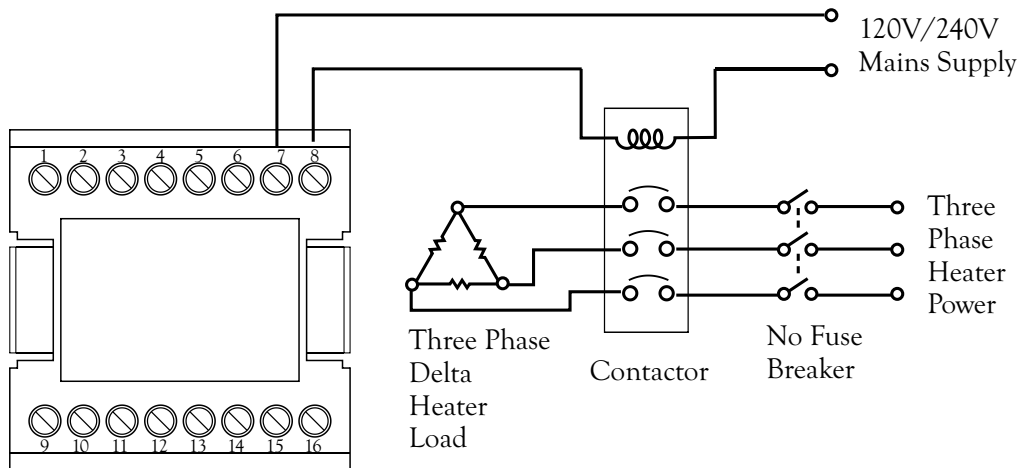 120V/240V
Mains Supply
1 2 3 4 5 6 7 8
Three
Phase
Heater
Power
Three Phase
Delta
Heater
Load
Contactor
No Fuse
Breaker
9 10 11 12 13 14 15 16